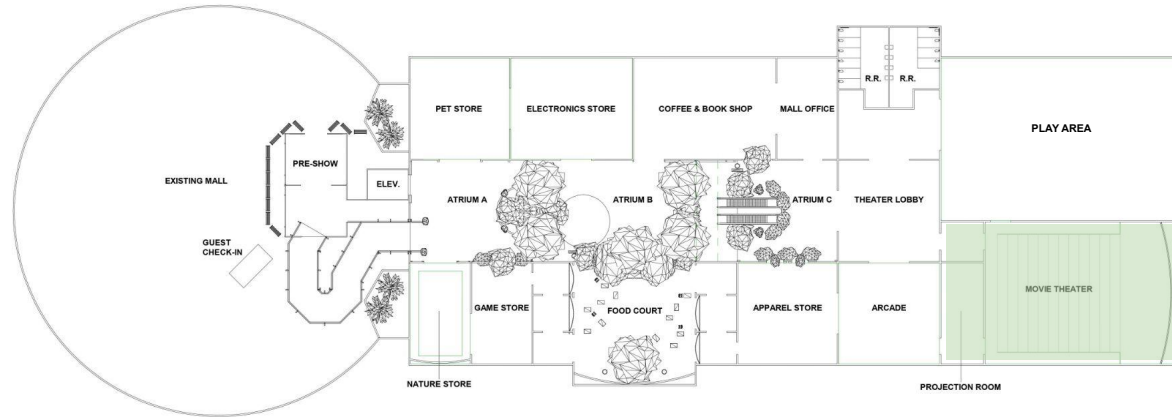 PET STORE
ELECTRONICS STORE
COFFEE & BOOK SHOP
MALL OFFICE
R.R.
R.R.
PLAY AREA
PRE-SHOW
EXISTING MALL
ELEV.
ATRIUM A
ATRIUM B
ATRIUM C
THEATER LOBBY
GUEST
CHECK-IN
GAME STORE
FOOD COURT
APPAREL STORE
ARCADE
MOVIE THEATER
NATURE STORE
PROJECTION ROOM